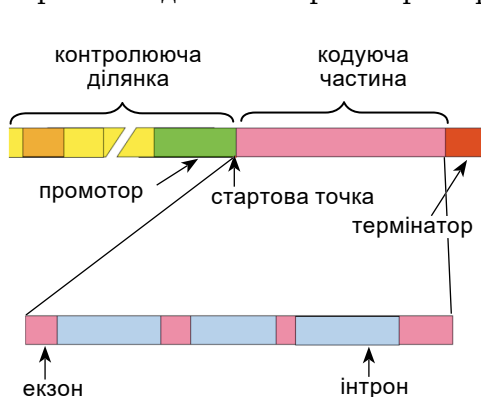 контролююча
ділянка
кодуюча
частина
промотор
стартова точка
термінатор
екзон
інтрон